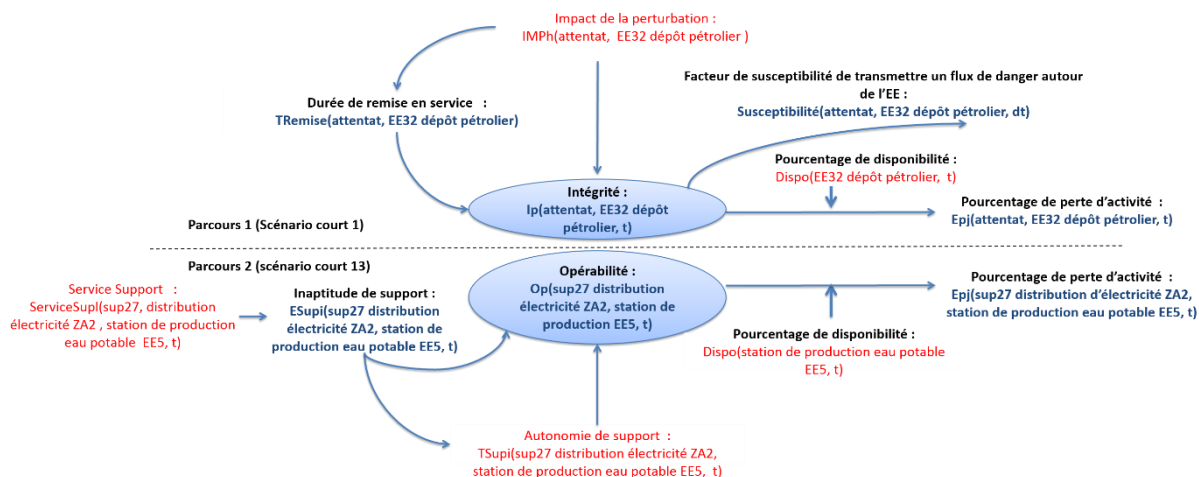 Impact de la perturbation :
IMPh(attentat, EE32 dépôt pétrolier )
Facteur de susceptibilité de transmettre un flux de danger autour
de l'EE :
Susceptibilité(attentat, EE32 dépôt pétrolier, dt)
Durée de remise en service :
TRemise(attentat, EE32 dépôt pétrolier)
Pourcentage de disponibilité :
Dispo(EE32 dépôt pétrolier, t)
Intégrité :
Ip(attentat, EE32 dépôt
pétrolier, t)
Pourcentage de perte d'activité :
Epj(attentat, EE32 dépôt pétrolier, t)
Parcours 1 (Scénario court 1)
Parcours 2 (scénario court 13)
Service Support :
ServiceSupl(sup27, distribution
électricité ZA2 , station de production
eau potable EE5, t)
Inaptitude de support :
ESupi(sup27 distribution
électricité ZA2, station de
production eau potable EE5, t)
Opérabilité :
Op(sup27 distribution
électricité ZA2, station de
production eau potable EE5, t)
Pourcentage de perte d'activité :
Epj(sup27 distribution d'électricité ZA2,
station de production eau potable EE5, t)
Pourcentage de disponibilité :
Dispo(station de production eau potable
EE5, t)
Autonomie de support :
TSupi(sup27 distribution électricité ZA2,
station de production eau potable EE5, t)